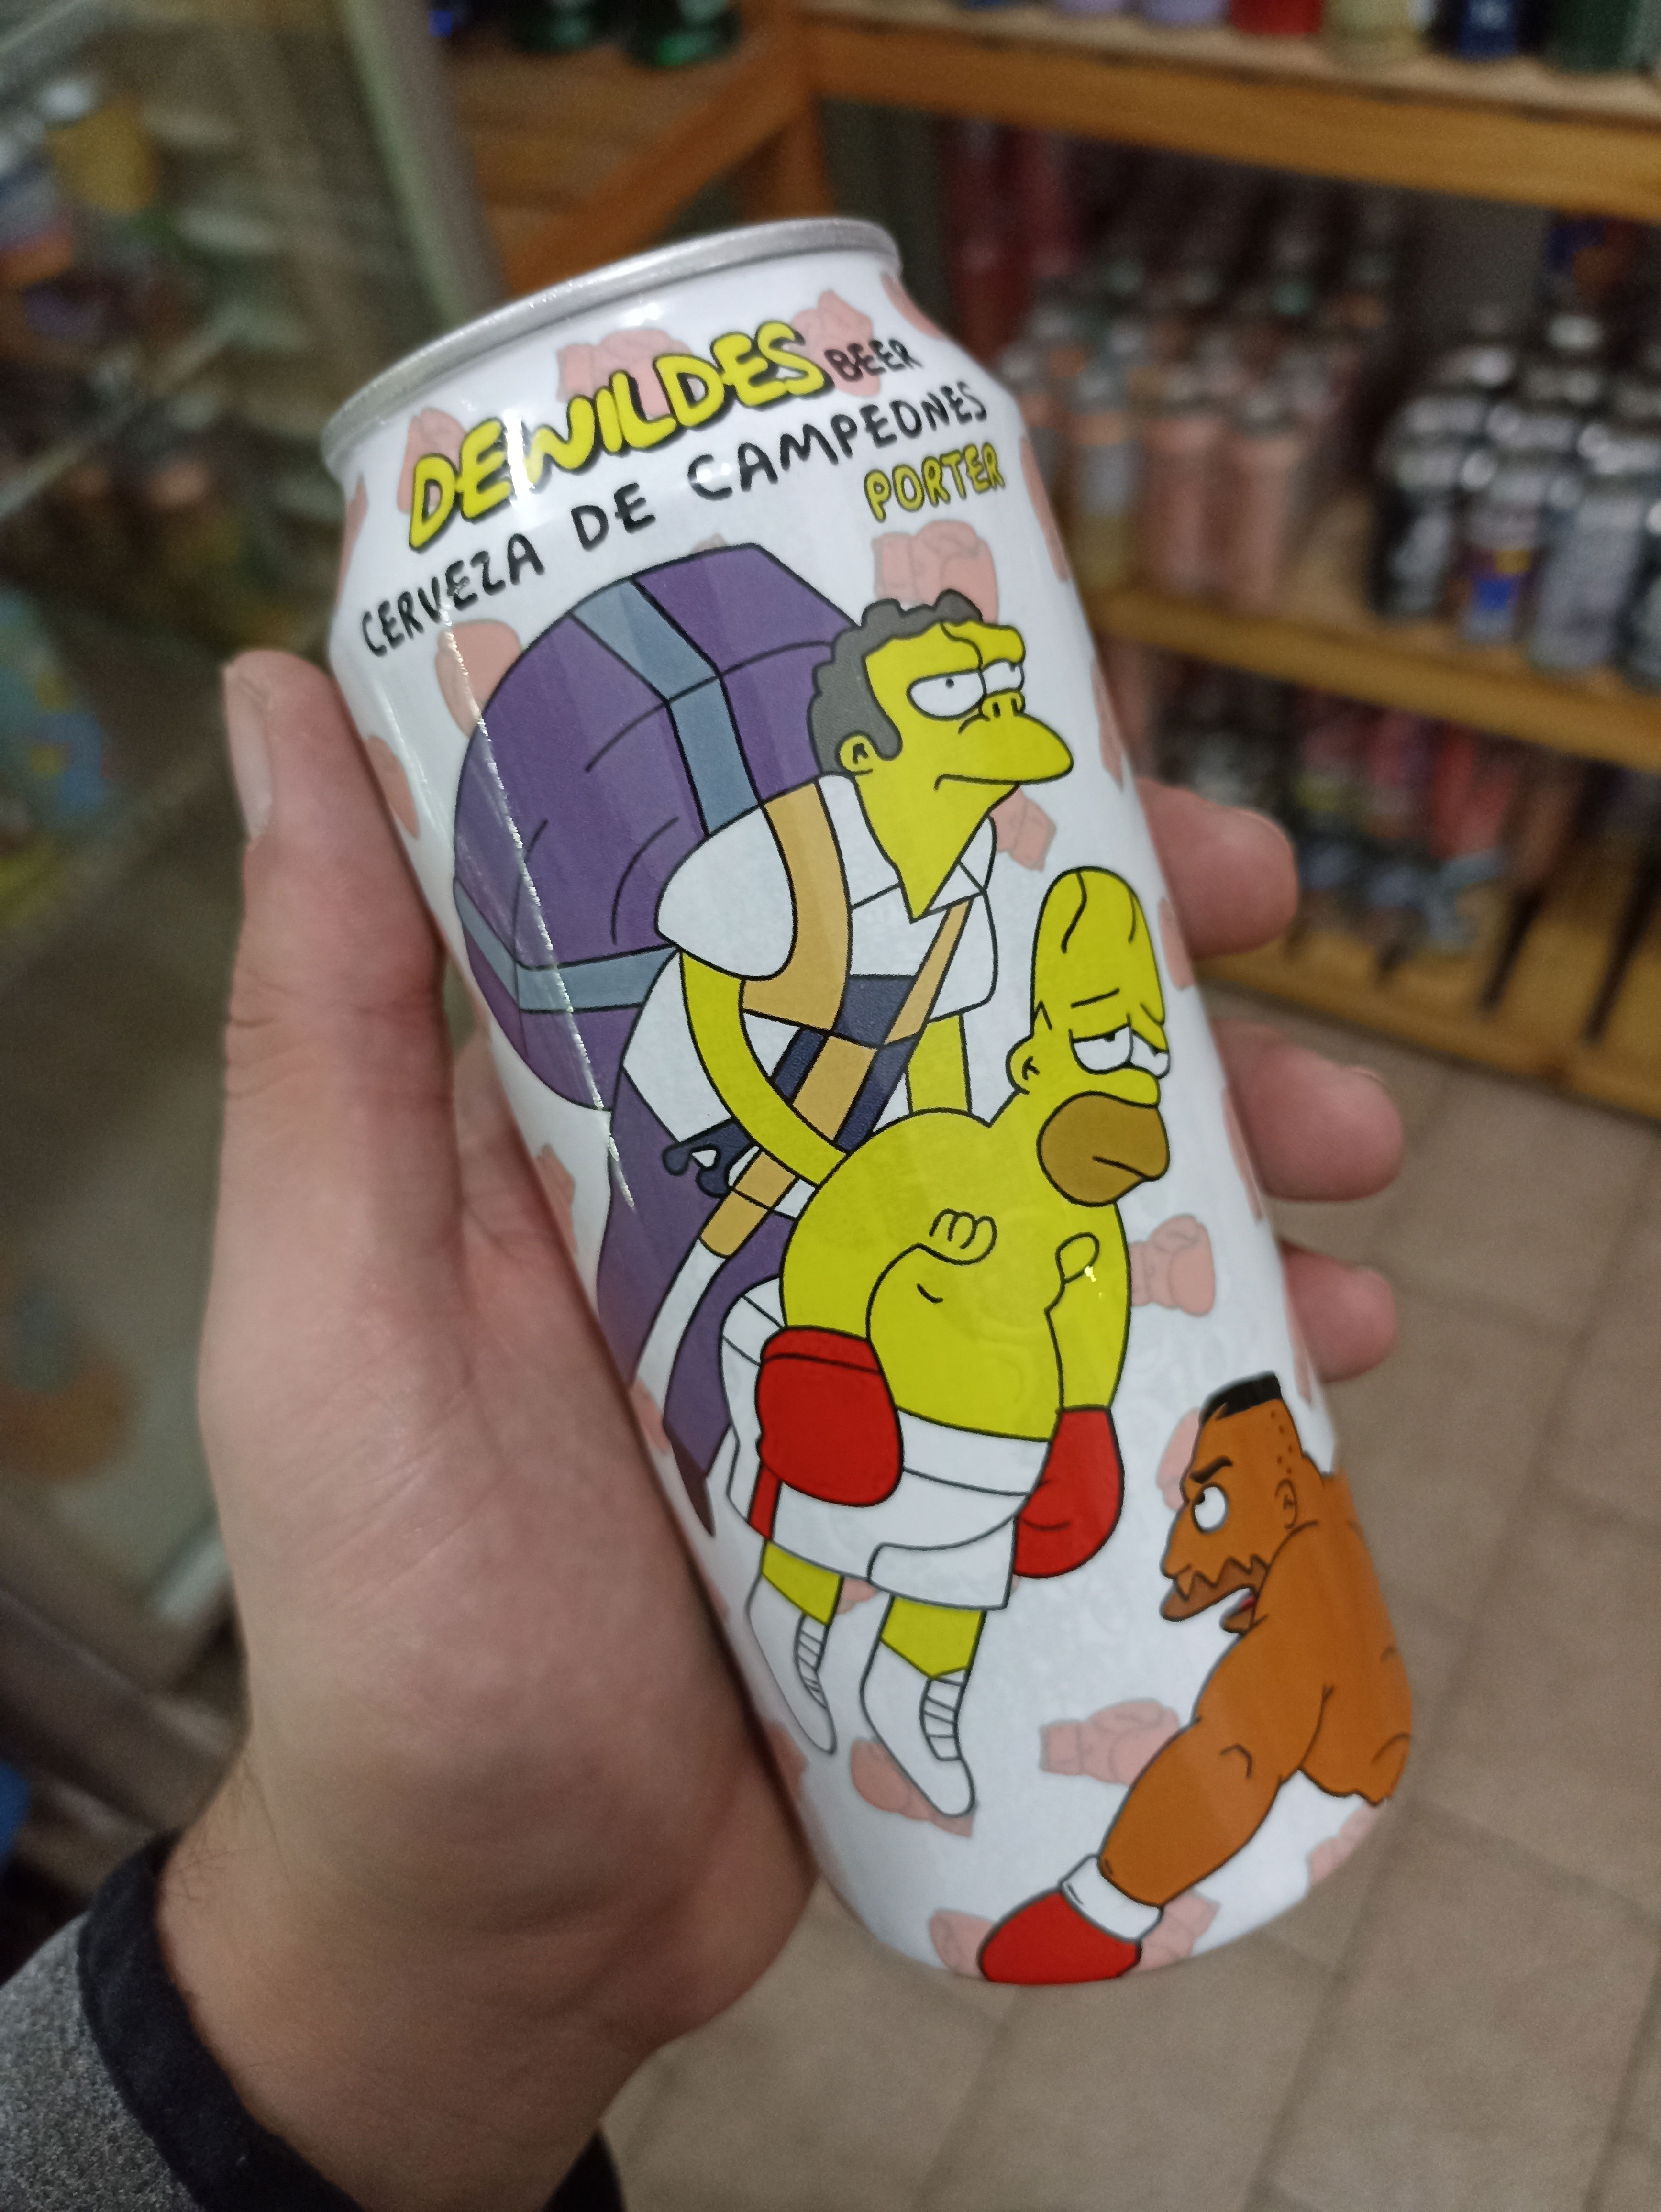 DEWILDES BEER
CERVEZA DE CAMPEONES
PORTER